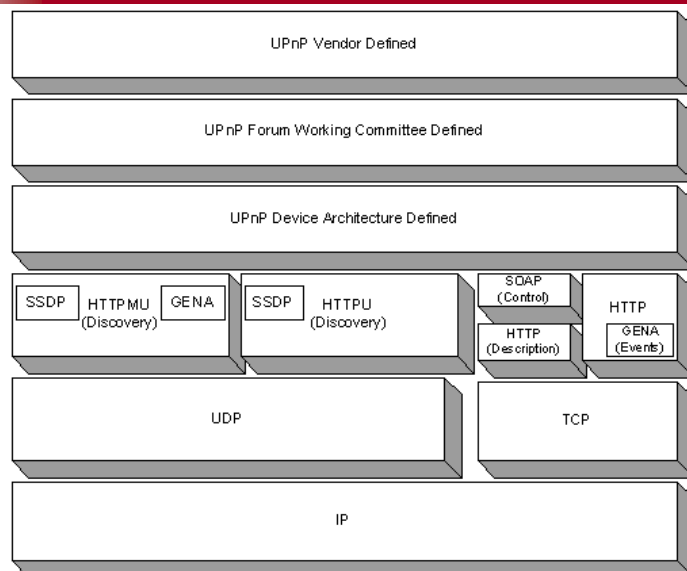 UPnP Vendor Defined
UPnP Forum Working Committee Defined
UPnP Device Architecture Defined
SSDP
HTTPMU
(Discovery)
GENA
SSDP
HTTPU
(Discovery)
SOAP
(Control)
HTTP
(Description)
HTTP
GENA
(Events)
UDP
TCP
IP